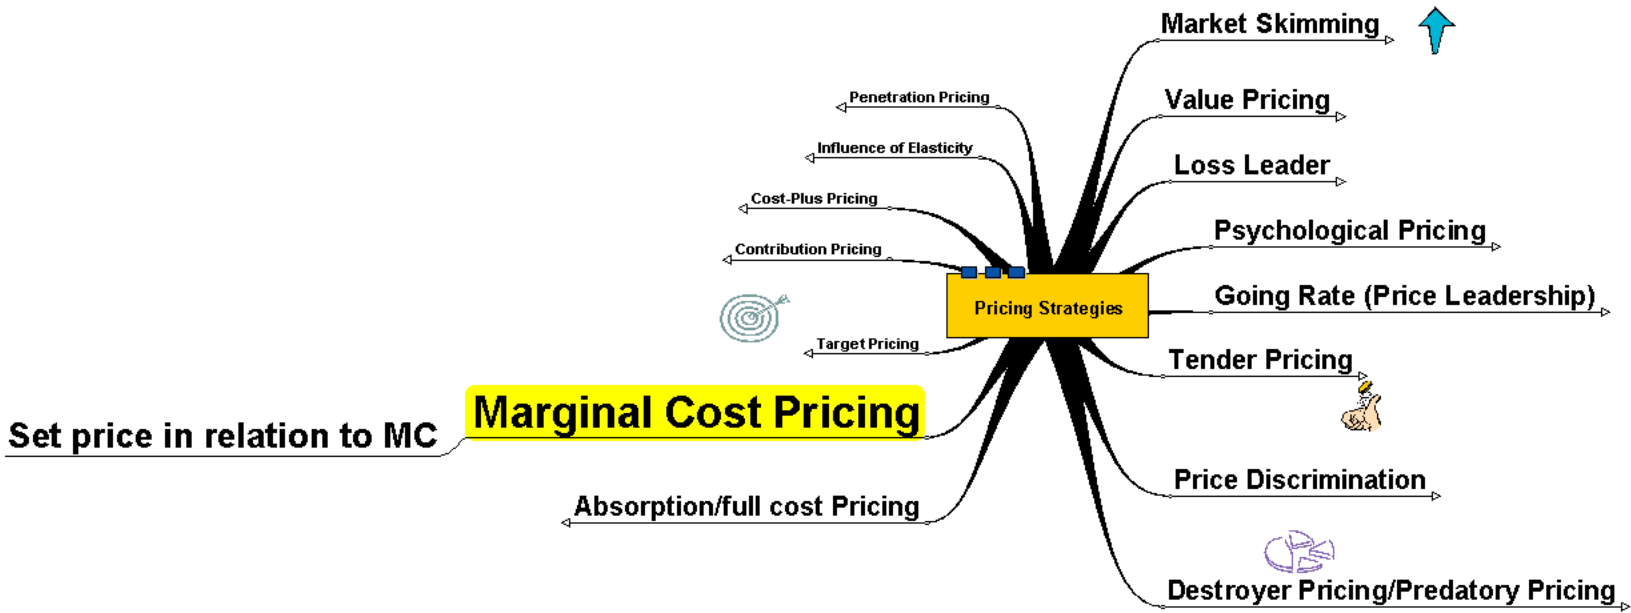 Market Skimming
Value Pricing
Loss Leader
Psychological Pricing
Going Rate (Price Leadership)
Tender Pricing
Price Discrimination
Destroyer Pricing/Predatory Pricing
Pricing Strategies
Penetration Pricing
Influence of Elasticity
Cost-Plus Pricing
Contribution Pricing
Target Pricing
Marginal Cost Pricing
Set price in relation to MC
Absorption/full cost Pricing